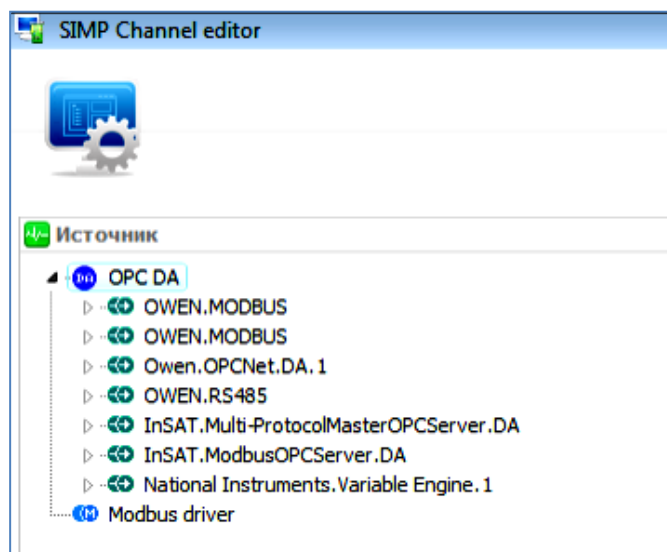 SIMP Channel editor
Источник
OPC DA
OWEN.MODBUS
OWEN.MODBUS
Owen.OPCNet.DA.1
OWEN.RS485
InSAT.Multi-ProtocolMasterOPCServer.DA
InSAT.ModbusOPCServer.DA
National Instruments.Variable Engine.1
Modbus driver